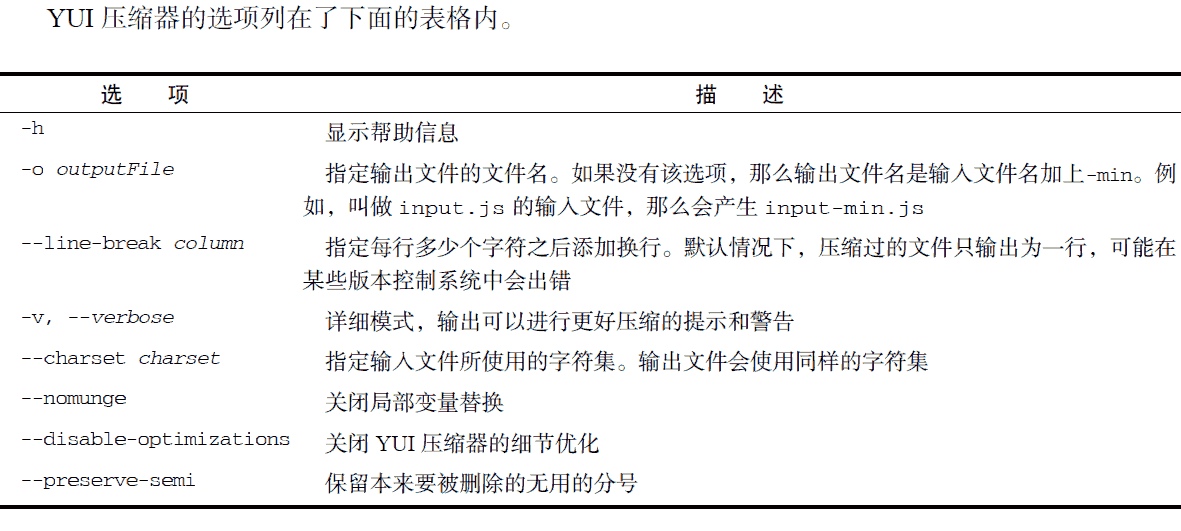 YUI 压缩器的选项列在了下面的表格内。
选 项 描 述
-h 显示帮助信息
-o outputFile 指定输出文件的文件名。如果没有该选项，那么输出文件名是输入文件名加上-min。例
如，叫做 input.js 的输入文件，那么会产生 input-min.js
--line-break column 指定每行多少个字符之后添加换行。默认情况下，压缩过的文件只输出为一行，可能在
某些版本控制系统中会出错
-v, --verbose 详细模式，输出可以进行更好压缩的提示和警告
--charset charset 指定输入文件所使用的字符集。输出文件会使用同样的字符集
--nomunge 关闭局部变量替换
--disable-optimizations 关闭 YUI 压缩器的细节优化
--preserve-semi 保留本来要被删除的无用的分号